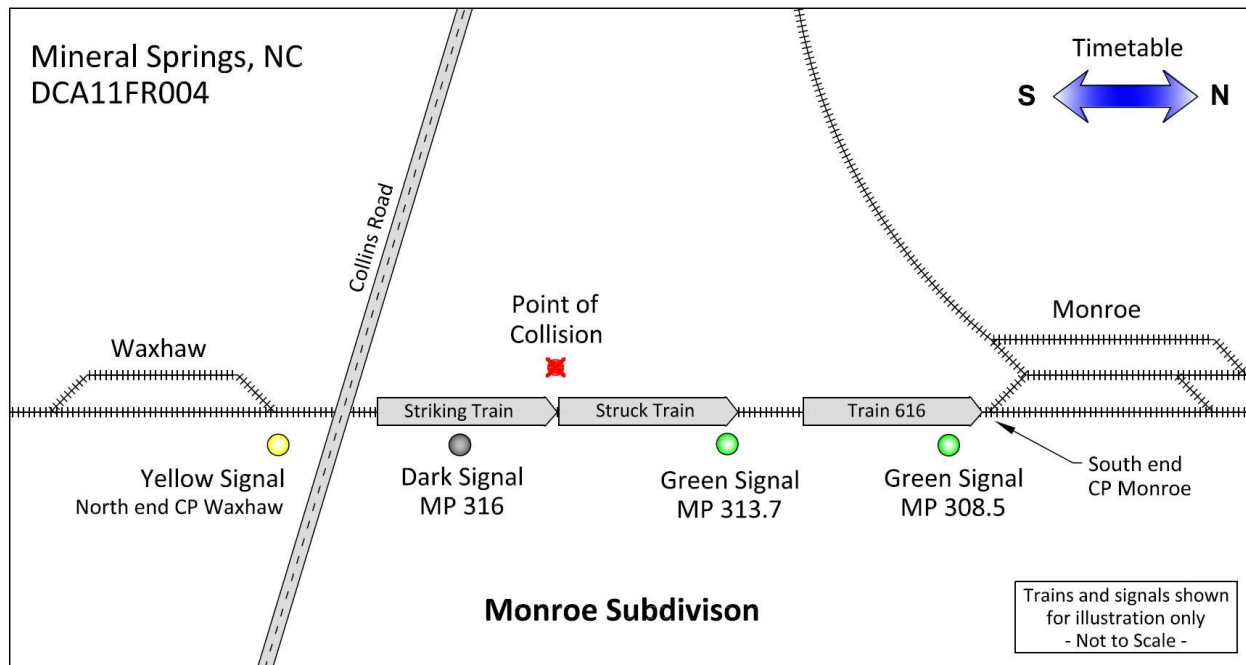 Mineral Springs, NC
DCA11FR004
Timetable
S
N
Collins Road
Point of
Collision
Monroe
Waxhaw
Striking Train
Struck Train
Train 616
Yellow Signal
North end CP Waxhaw
Dark Signal
MP 316
Green Signal
MP 313.7
Green Signal
MP 308.5
South end
CP Monroe
Monroe Subdivison
Trains and signals shown
for illustration only
- Not to Scale -